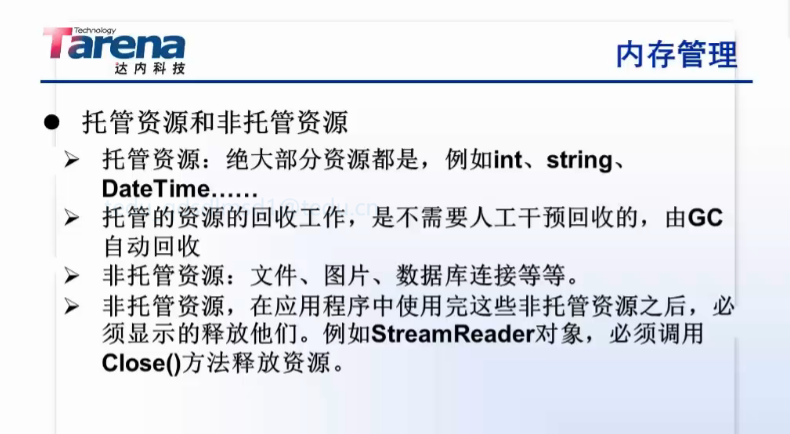 Technology
Tarena
达内科技
内存管理
● 托管资源和非托管资源
➢ 托管资源：绝大部分资源都是，例如int、string、
DateTime……
➢ 托管的资源的回收工作，是不需要人工干预回收的，由GC
自动回收
➢ 非托管资源：文件、图片、数据库连接等等。
➢ 非托管资源，在应用程序中使用完这些非托管资源之后，必
须显示的释放他们。例如StreamReader对象，必须调用
Close()方法释放资源。